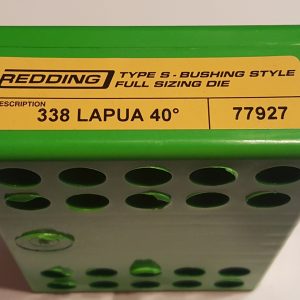 REDDING
TYPE S - BUSHING STYLE
FULL SIZING DIE
DESCRIPTION
338 LAPUA 40°
77927